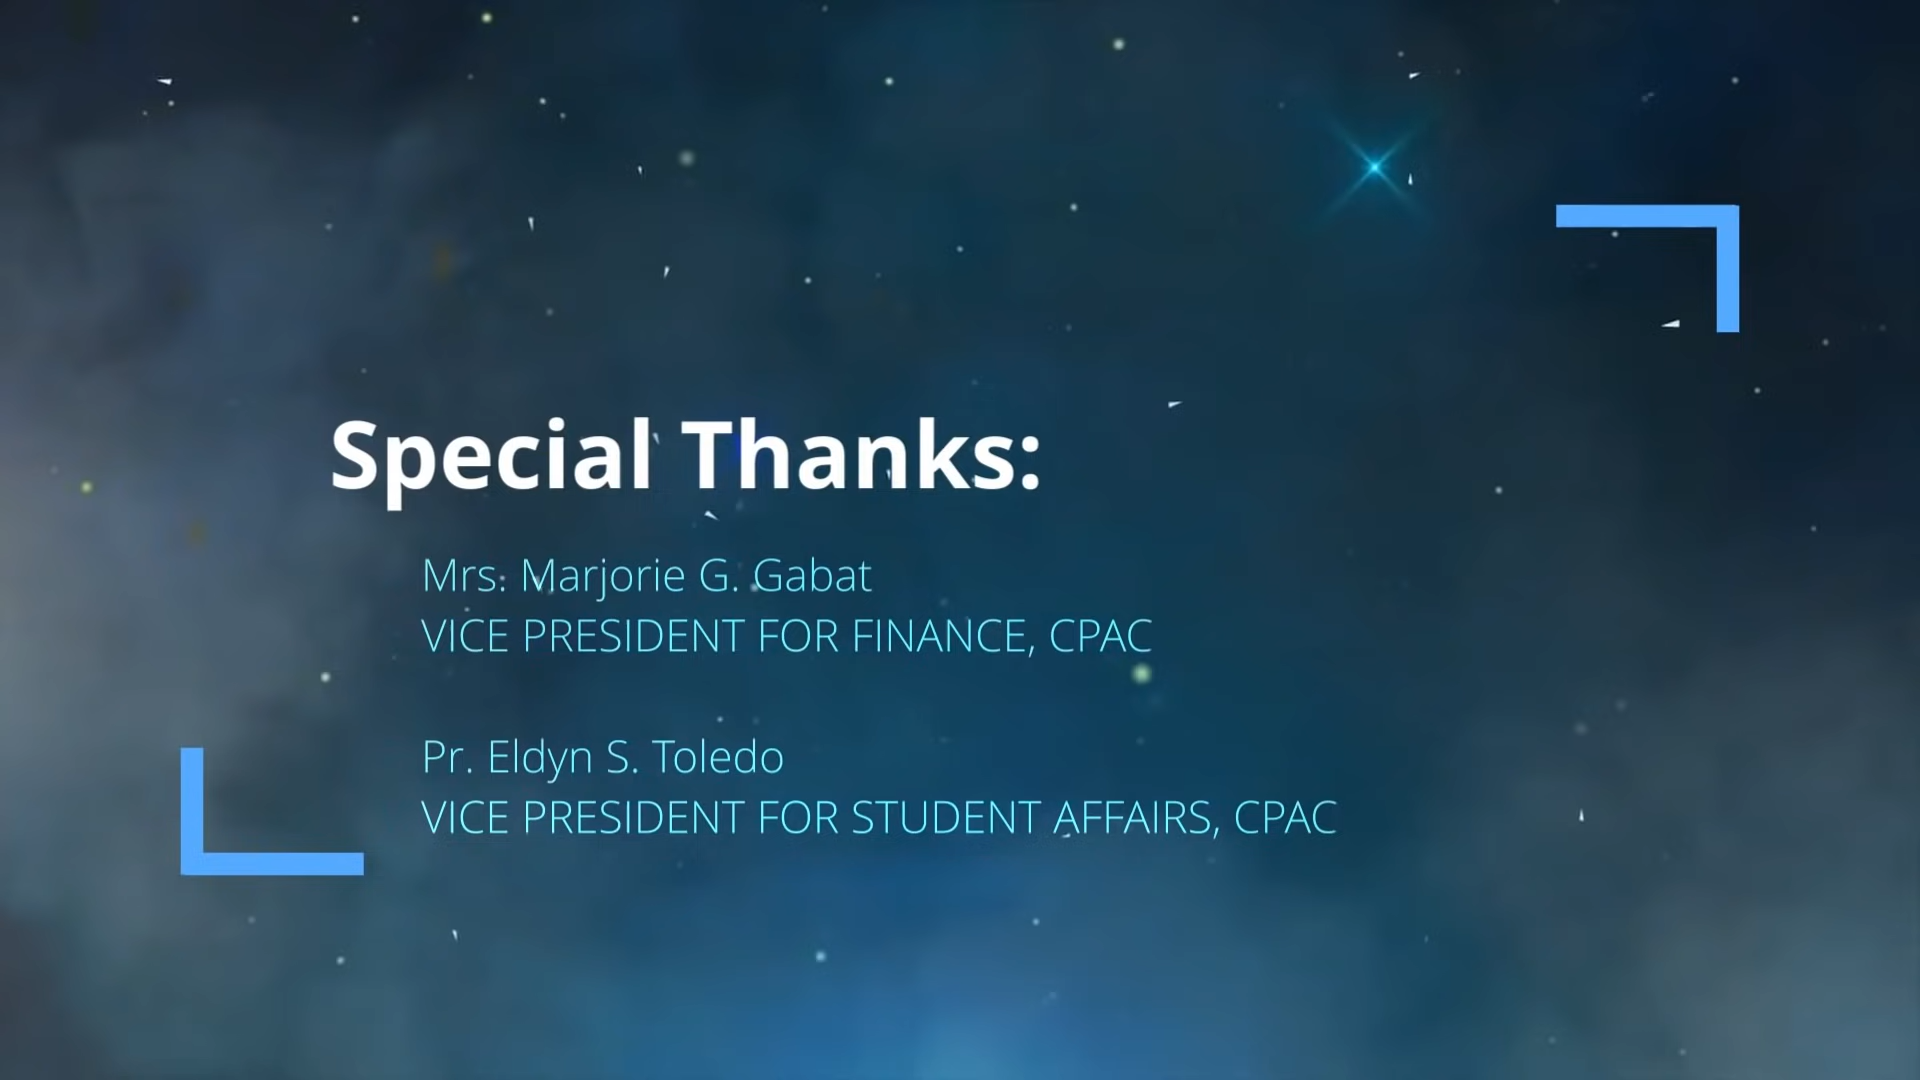 Special Thanks:
Mrs. Marjorie G. Gabat
VICE PRESIDENT FOR FINANCE, CPAC
Pr. Eldyn S. Toledo
VICE PRESIDENT FOR STUDENT AFFAIRS, CPAC